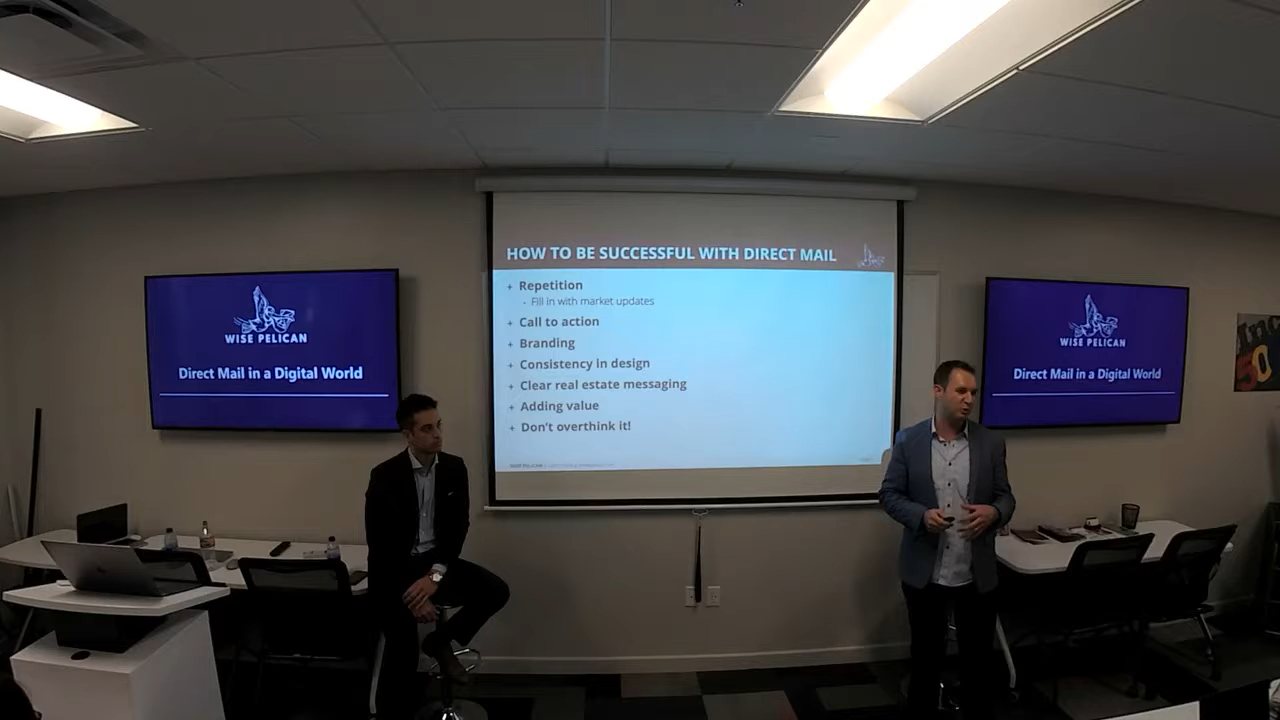 HOW TO BE SUCCESSFUL WITH DIRECT MAIL
+ Repetition
- Fill in with market updates
+ Call to action
+ Branding
+ Consistency in design
+ Clear real estate messaging
+ Adding value
+ Don't overthink it!
WISE PELICAN
Direct Mail in a Digital World
WISE PELICAN
Direct Mail in a Digital World